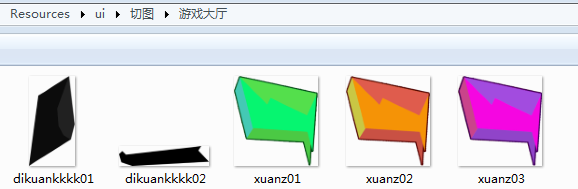 Resources ▸ ui ▸ 切图 ▸ 游戏大厅
dikuankkkk01 dikuankkkk02 xuanz01 xuanz02 xuanz03